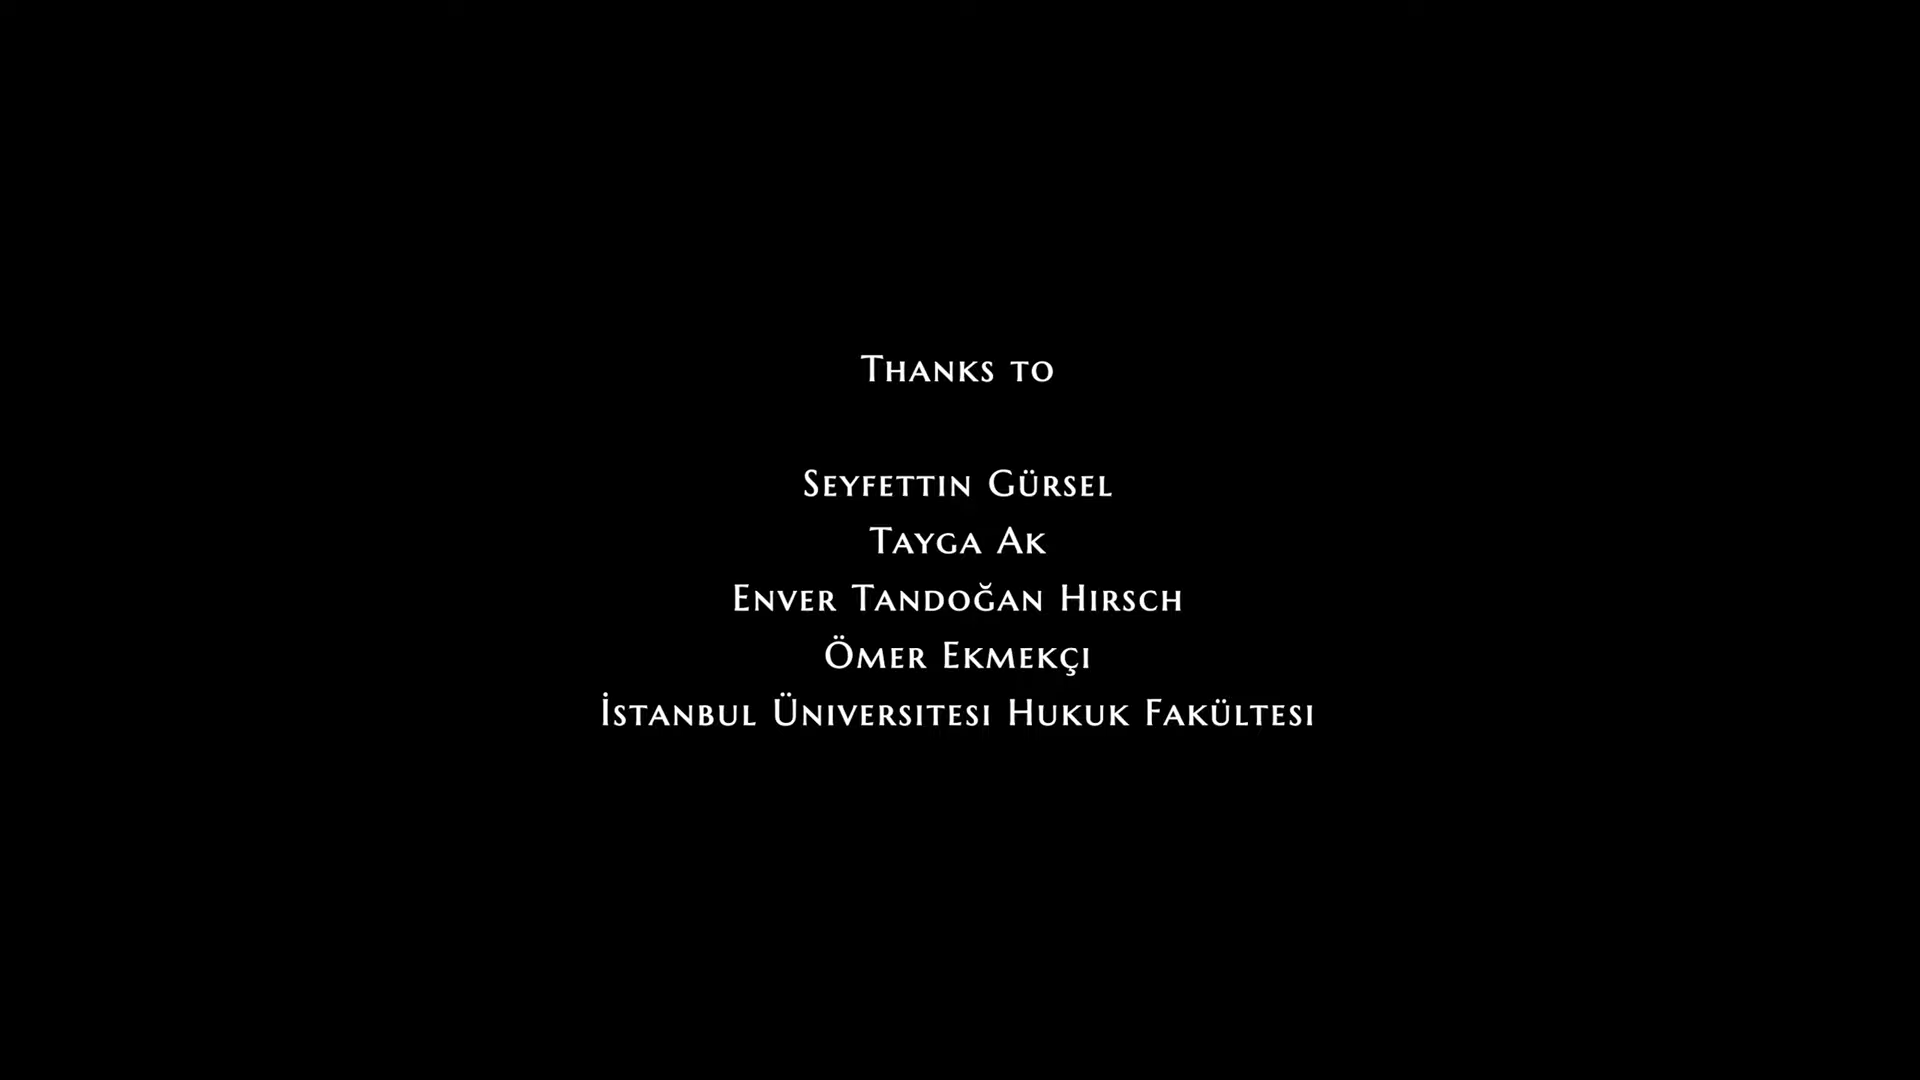 Thanks to
Seyfettin Gürsel
Tayga Ak
Enver Tandoğan Hirsch
Ömer Ekmekçi
İstanbul Üniversitesi Hukuk Fakültesi